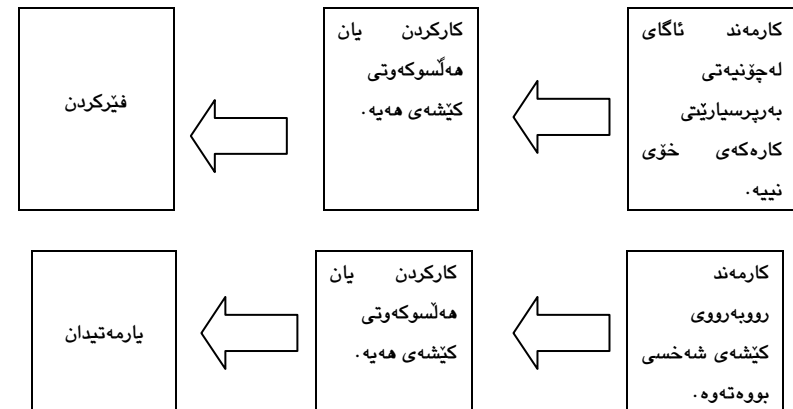 کارمەند ئاگای
لەچۆنیەتی
بەرپرسیارێتی
کارەکەی خۆی
نییە.
کارکردن یان
هەڵسوکەوتی
کێشەی هەیە.
فێرکردن
کارمەند
رووبەرووی
کێشەی شەخسی
بووەتەوە.
کارکردن یان
هەڵسوکەوتی
کێشەی هەیە.
یارمەتیدان